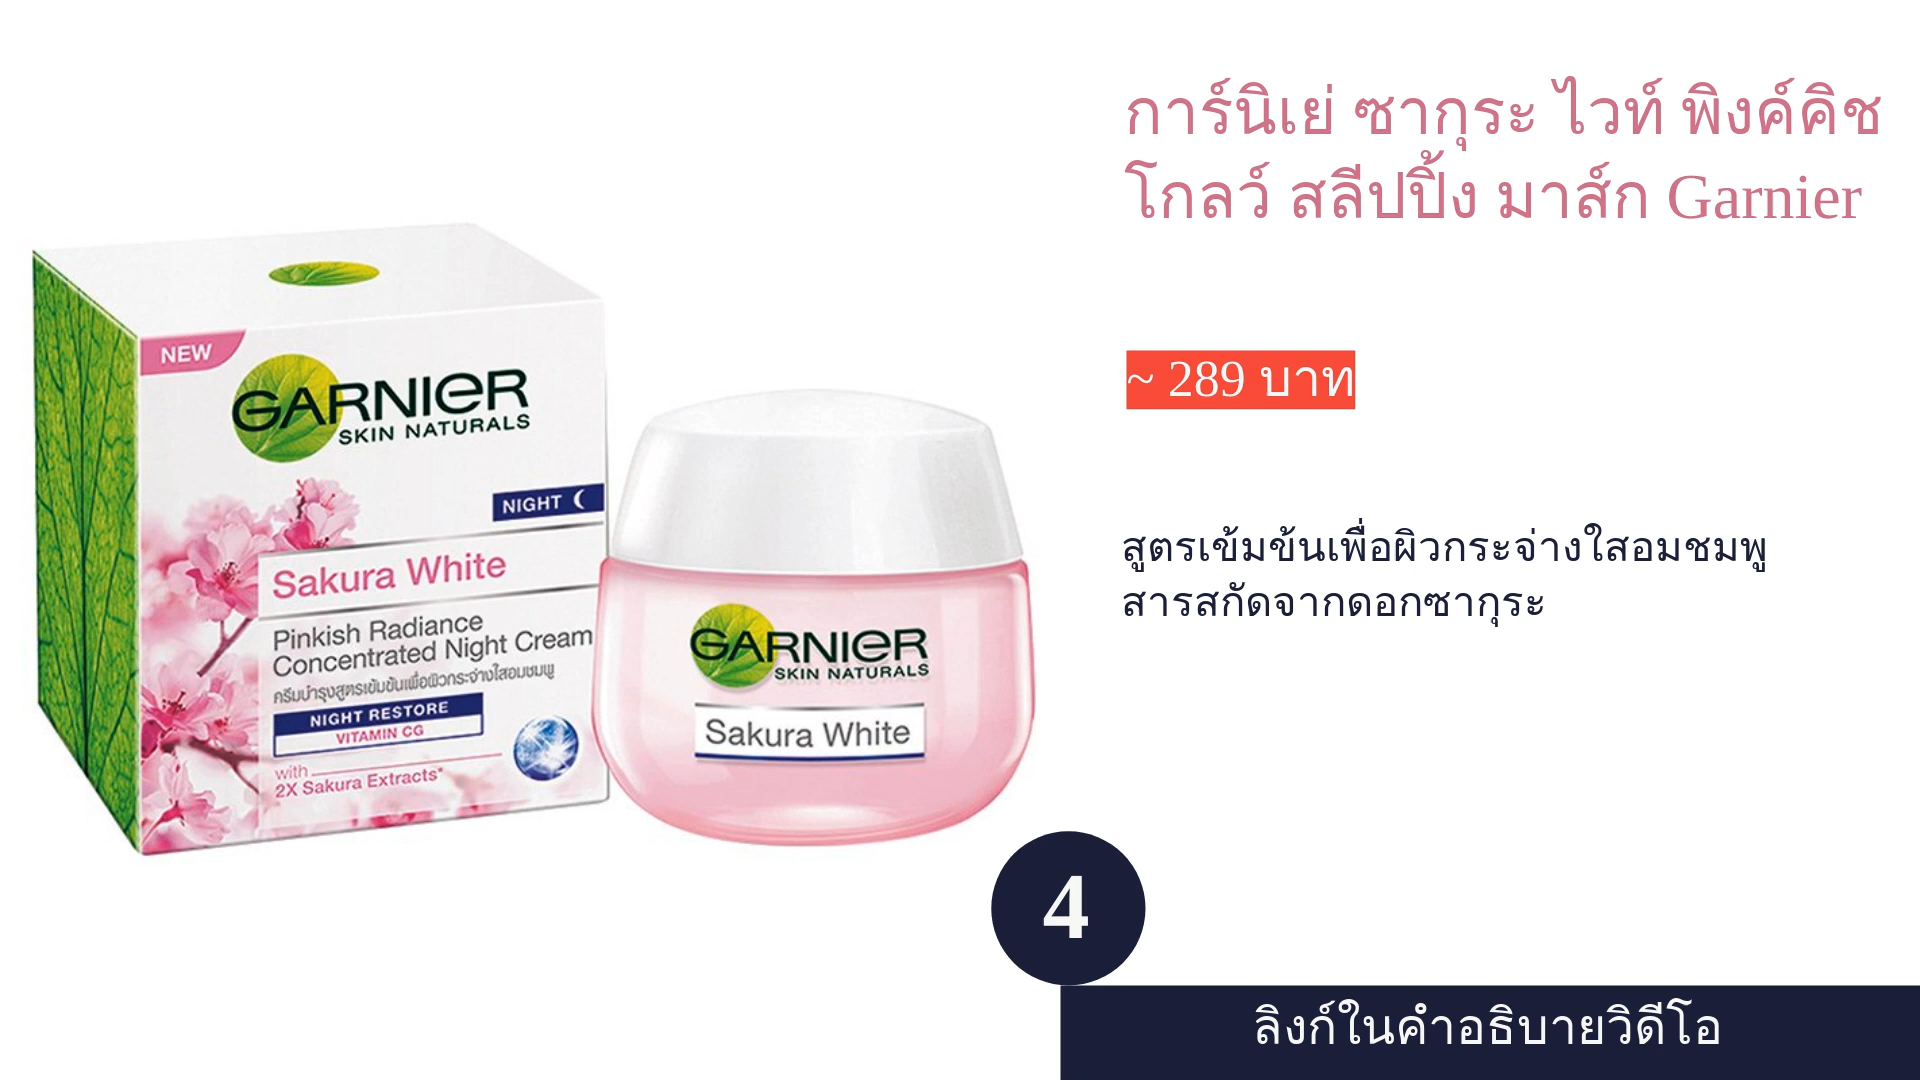 การ์นิเย่ ซากุระ ไวท์ พิงค์คิช
โกลว์ สลีปปิ้ง มาส์ก Garnier
~ 289 บาท
สูตรเข้มข้นเพื่อผิวกระจ่างใสอมชมพู
สารสกัดจากดอกซากุระ
NEW
GARNIER
SKIN NATURALS
NIGHT
Sakura White
Pinkish Radiance
Concentrated Night Cream
ครีมบำรุงสูตรเข้มข้นเพื่อผิวกระจ่างใสอมชมพู
NIGHT RESTORE
VITAMIN CG
with
2X Sakura Extracts*
GARNIER
SKIN NATURALS
Sakura White
4
ลิงก์ในคำอธิบายวิดีโอ